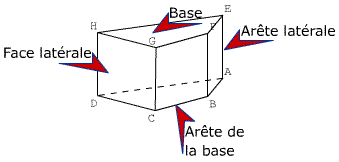 Base
E
H
F
Arête latérale
G
Face latérale
A
D
B
C
Arête de
la base